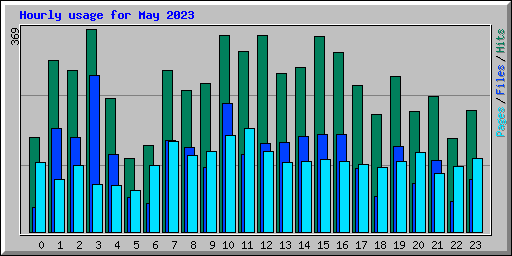 Hourly usage for May 2023
369
Pages/Files/Hits
0 1 2 3 4 5 6 7 8 9 10 11 12 13 14 15 16 17 18 19 20 21 22 23